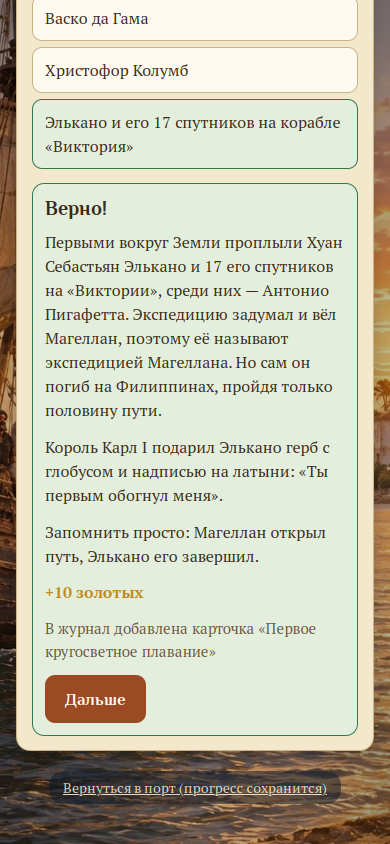 Васко да Гама
Христофор Колумб
Элькано и его 17 спутников на корабле
«Виктория»
Верно!
Первыми вокруг Земли проплыли Хуан
Себастьян Элькано и 17 его спутников
на «Виктории», среди них — Антонио
Пигафетта. Экспедицию задумал и вёл
Магеллан, поэтому её называют
экспедицией Магеллана. Но сам он
погиб на Филиппинах, пройдя только
половину пути.
Король Карл I подарил Элькано герб с
глобусом и надписью на латыни: «Ты
первым обогнул меня».
Запомнить просто: Магеллан открыл
путь, Элькано его завершил.
+10 золотых
В журнал добавлена карточка «Первое
кругосветное плавание»
Дальше
Вернуться в порт (прогресс сохранится)